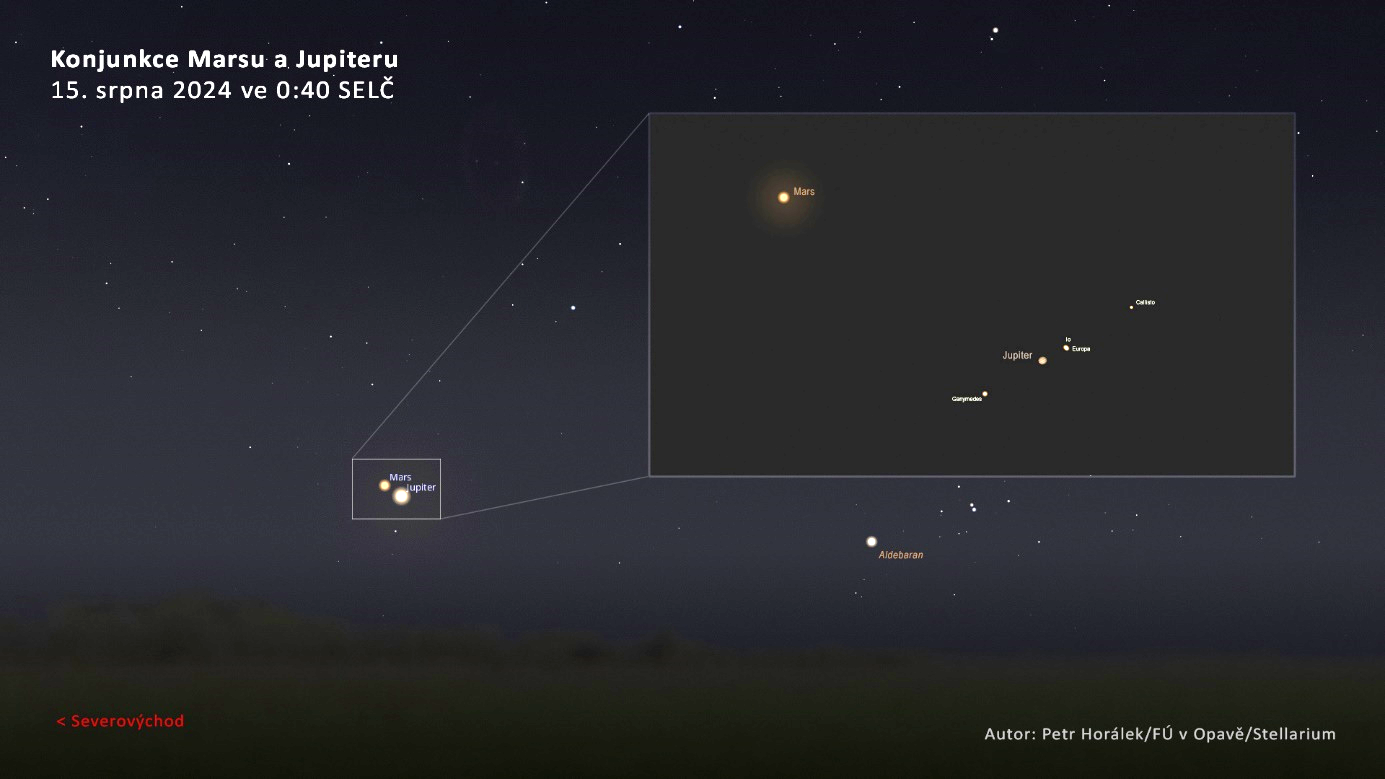 Konjunkce Marsu a Jupiteru
15. srpna 2024 ve 0:40 SELČ
Mars
Callisto
Io
Europa
Jupiter
Ganymedes
Mars
Jupiter
Aldebaran
< Severovýchod
Autor: Petr Horálek/FÚ v Opavě/Stellarium